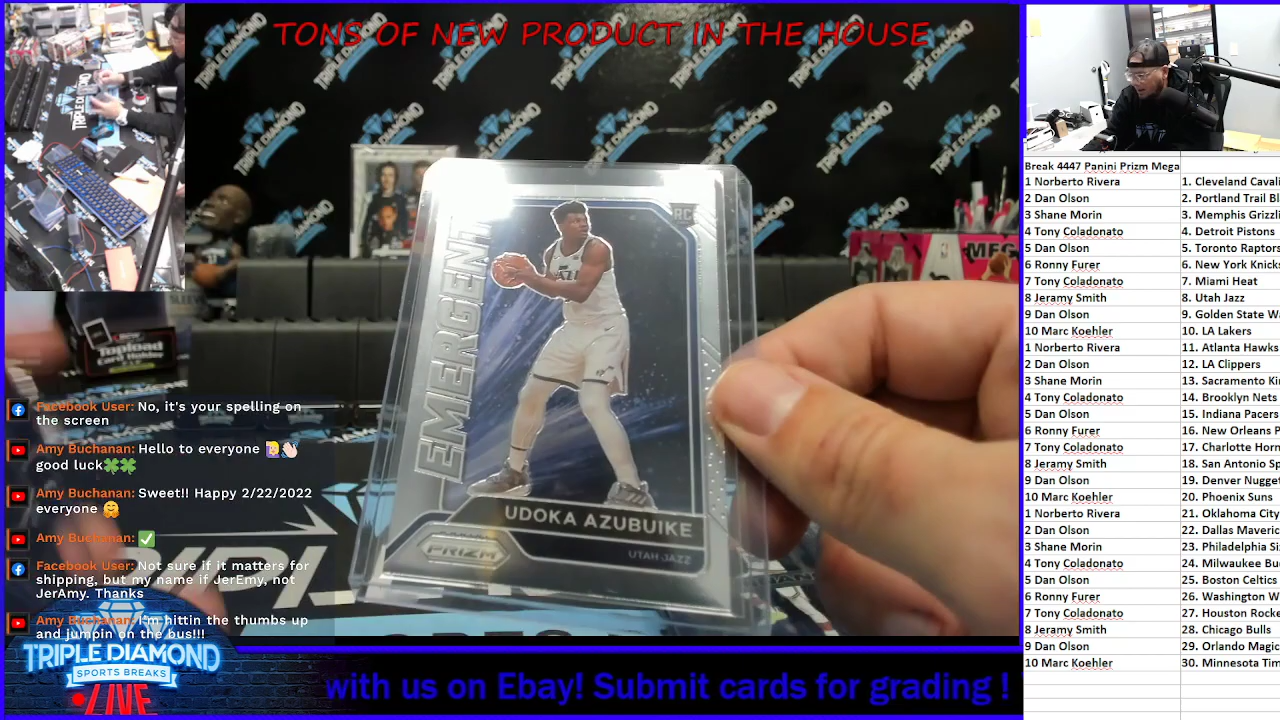 TONS OF NEW PRODUCT IN THE HOUSE
TRIPLE DIAMOND
EMERGENT
RC
UDOKA AZUBUIKE
UTAH JAZZ
PRIZM
Topload
Card Holder
Facebook User: No, it's your spelling on
the screen
Amy Buchanan: Hello to everyone 🙋🏼👋🏻
good luck🍀🍀
Amy Buchanan: Sweet!! Happy 2/22/2022
everyone 🤗
Amy Buchanan: ✅
Facebook User: Not sure if it matters for
shipping, but my name if JerEmy, not
JerAmy. Thanks
Amy Buchanan: I'm hittin the thumbs up
and jumpin on the bus!!!
TRIPLE DIAMOND
SPORTS BREAKS
LIVE
with us on Ebay! Submit cards for grading !
Break 4447 Panini Prizm Mega
1 Norberto Rivera 1. Cleveland Cavali
2 Dan Olson 2. Portland Trail Bl
3 Shane Morin 3. Memphis Grizz
4 Tony Coladonato 4. Detroit Pistons
5 Dan Olson 5. Toronto Raptors
6 Ronny Furer 6. New York Knicks
7 Tony Coladonato 7. Miami Heat
8 Jeramy Smith 8. Utah Jazz
9 Dan Olson 9. Golden State W
10 Marc Koehler 10. LA Lakers
1 Norberto Rivera 11. Atlanta Hawks
2 Dan Olson 12. LA Clippers
3 Shane Morin 13. Sacramento Ki
4 Tony Coladonato 14. Brooklyn Nets
5 Dan Olson 15. Indiana Pacers
6 Ronny Furer 16. New Orleans P
7 Tony Coladonato 17. Charlotte Horn
8 Jeramy Smith 18. San Antonio Sp
9 Dan Olson 19. Denver Nugget
10 Marc Koehler 20. Phoenix Suns
1 Norberto Rivera 21. Oklahoma City
2 Dan Olson 22. Dallas Maveric
3 Shane Morin 23. Philadelphia Si
4 Tony Coladonato 24. Milwaukee Bu
5 Dan Olson 25. Boston Celtics
6 Ronny Furer 26. Washington W
7 Tony Coladonato 27. Houston Rocke
8 Jeramy Smith 28. Chicago Bulls
9 Dan Olson 29. Orlando Magic
10 Marc Koehler 30. Minnesota Tim